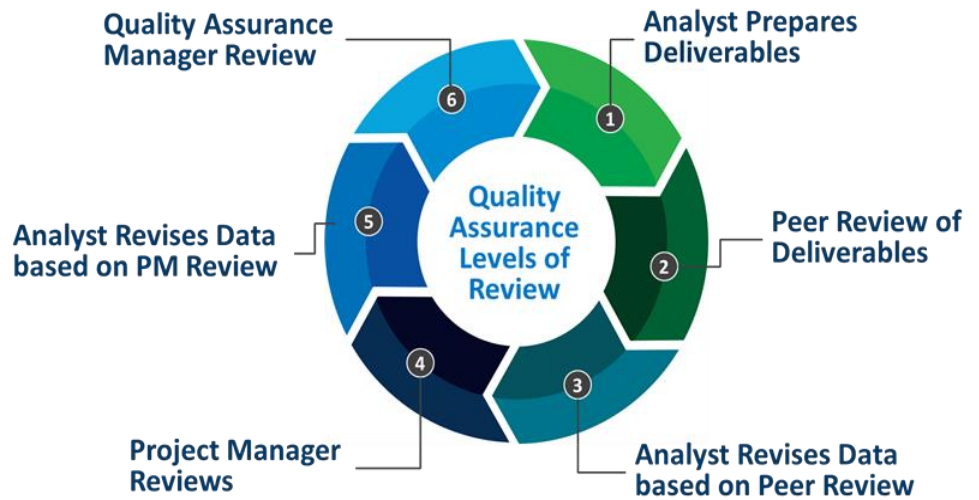 Quality Assurance
Manager Review
Analyst Prepares
Deliverables
6
1
Quality
Assurance
Levels of
Review
5
Analyst Revises Data
based on PM Review
Peer Review of
Deliverables
2
4
3
Project Manager
Reviews
Analyst Revises Data
based on Peer Review